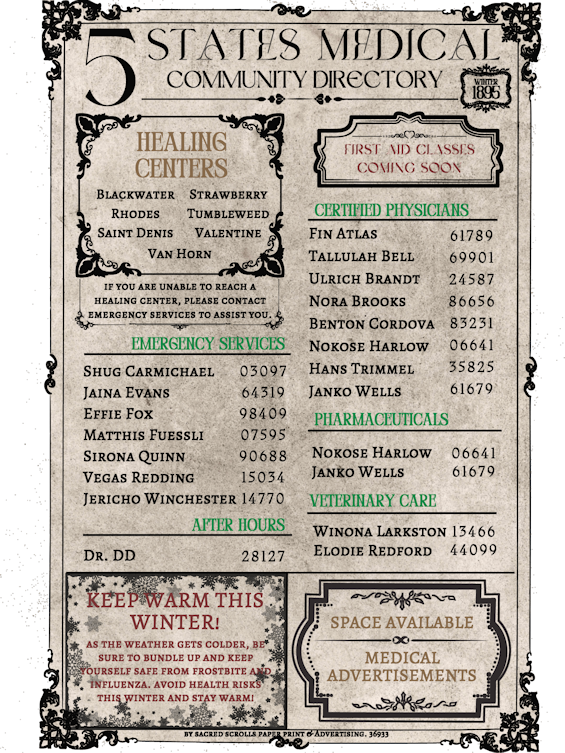 5 STATES MEDICAL
COMMUNITY DIRECTORY
WINTER
1895
HEALING
CENTERS
BLACKWATER STRAWBERRY
RHODES TUMBLEWEED
SAINT DENIS VALENTINE
VAN HORN
IF YOU ARE UNABLE TO REACH A
HEALING CENTER, PLEASE CONTACT
EMERGENCY SERVICES TO ASSIST YOU.
EMERGENCY SERVICES
SHUG CARMICHAEL 03097
JAINA EVANS 64319
EFFIE FOX 98409
MATTHIS FUESSLI 07595
SIRONA QUINN 90688
VEGAS REDDING 15034
JERICHO WINCHESTER 14770
AFTER HOURS
DR. DD 28127
FIRST AID CLASSES
COMING SOON
CERTIFIED PHYSICIANS
FIN ATLAS 61789
TALLULAH BELL 69901
ULRICH BRANDT 24587
NORA BROOKS 86656
BENTON CORDOVA 83231
NOKOSE HARLOW 06641
HANS TRIMMEL 35825
JANKO WELLS 61679
PHARMACEUTICALS
NOKOSE HARLOW 06641
JANKO WELLS 61679
VETERINARY CARE
WINONA LARKSTON 13466
ELODIE REDFORD 44099
KEEP WARM THIS
WINTER!
AS THE WEATHER GETS COLDER, BE
SURE TO BUNDLE UP AND KEEP
YOURSELF SAFE FROM FROSTBITE AND
INFLUENZA. AVOID HEALTH RISKS
THIS WINTER AND STAY WARM!
SPACE AVAILABLE
MEDICAL
ADVERTISEMENTS
BY SACRED SCROLLS PAPER PRINT & ADVERTISING. 36933